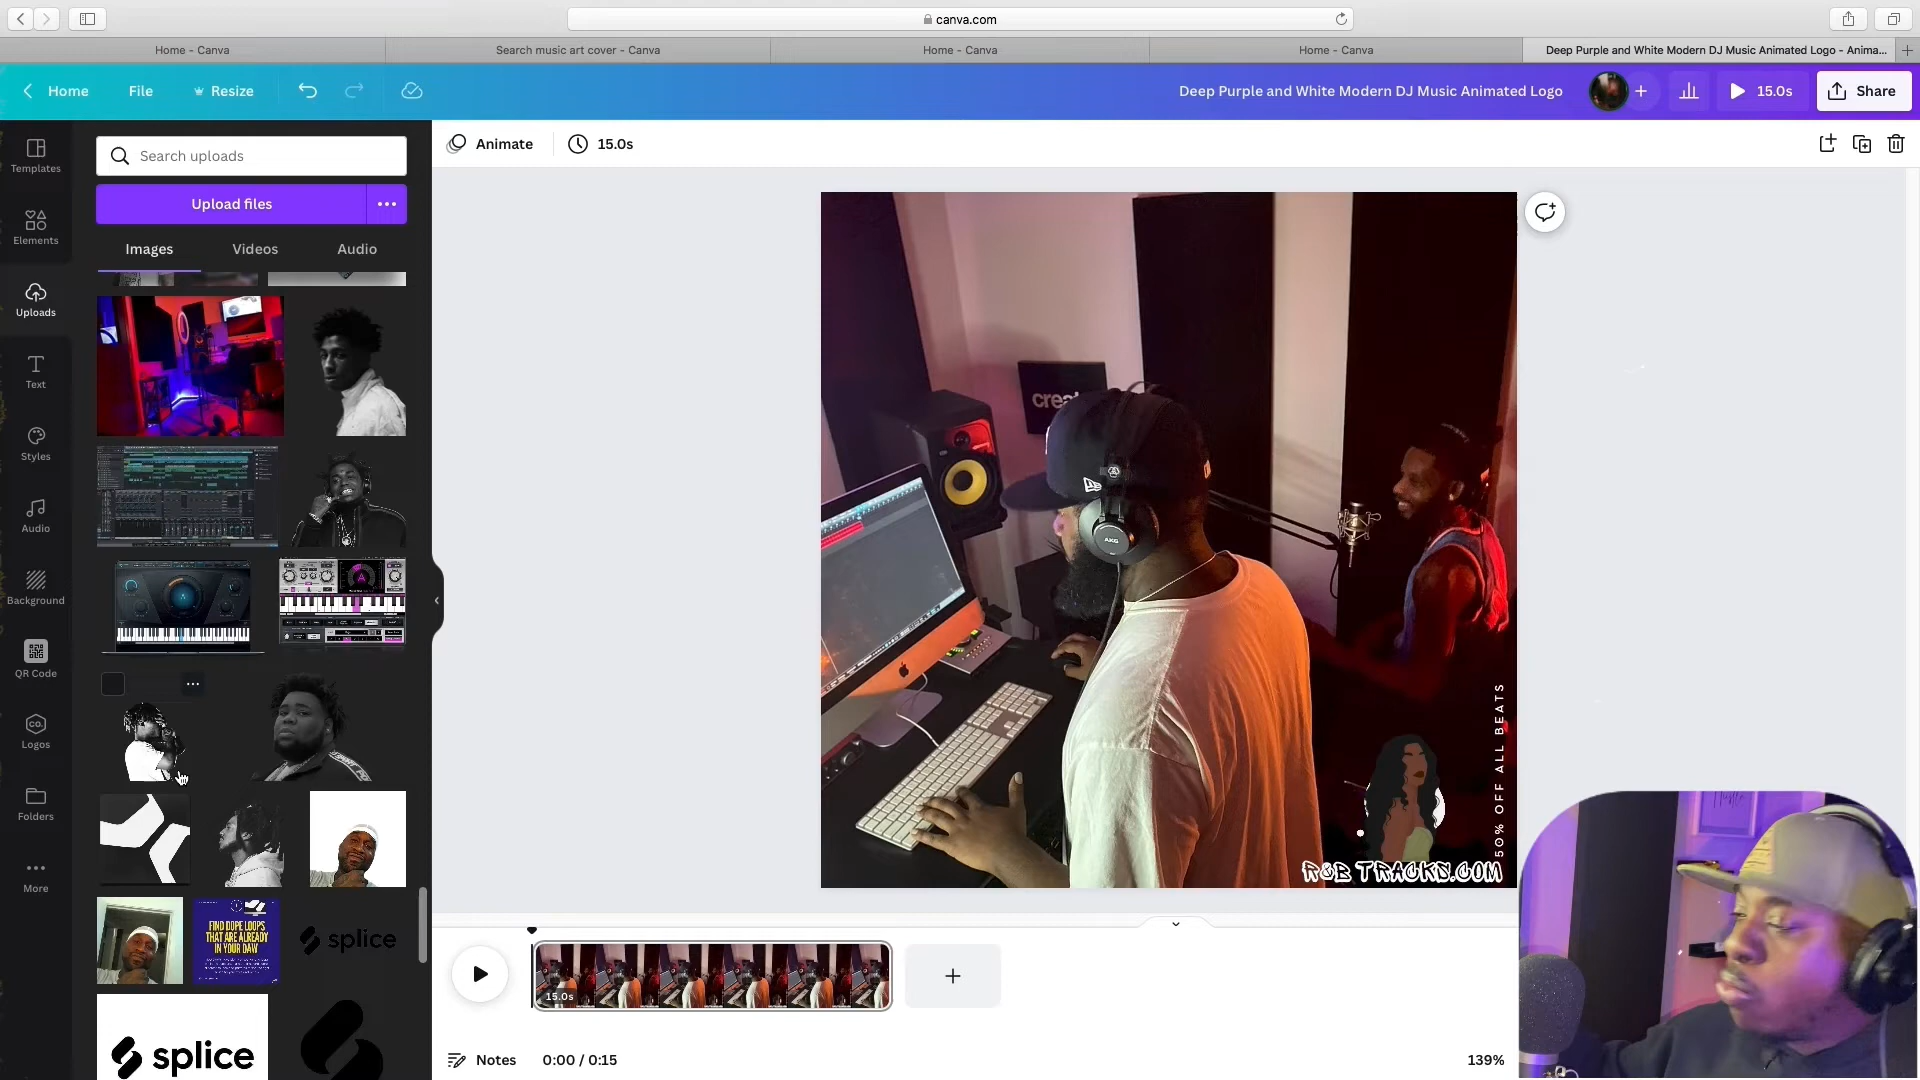 canva.com
Home - Canva
Search music art cover - Canva
Home - Canva
Home - Canva
Deep Purple and White Modern DJ Music Animated Logo - Anima...
Home
File
Resize
Deep Purple and White Modern DJ Music Animated Logo
15.0s
Share
Templates
Elements
Uploads
Text
Styles
Audio
Background
QR Code
Logos
Folders
More
Search uploads
Upload files
Images
Videos
Audio
FIND DOPE LOOPS
THAT ARE ALREADY
IN YOUR DAW
splice
splice
Animate
15.0s
crea
AKG
50% OFF ALL BEATS
R&B TRACKS.COM
15.0s
Notes
0:00 / 0:15
139%